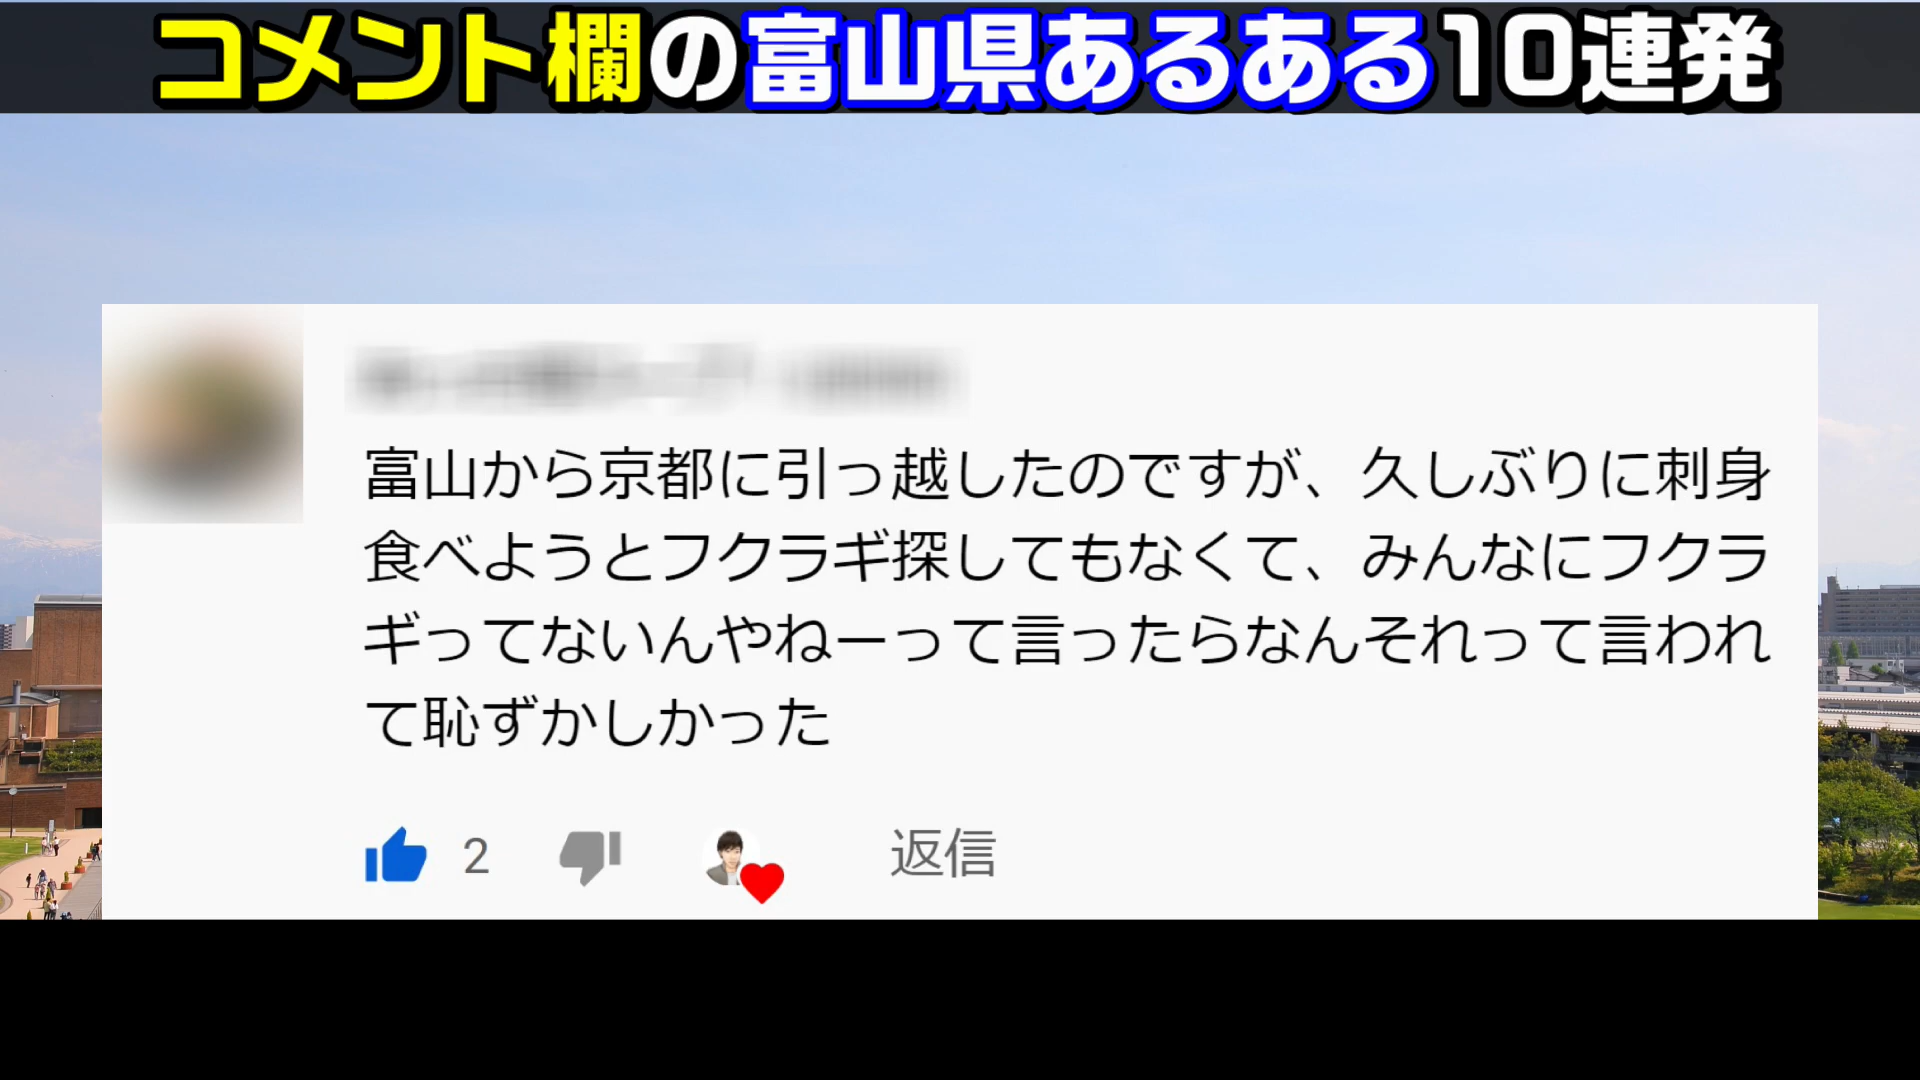 コメント欄の富山県あるある10連発
富山から京都に引っ越したのですが、久しぶりに刺身
食べようとフクラギ探してもなくて、みんなにフクラ
ギってないんやねーって言ったらなんそれって言われ
て恥ずかしかった
2
返信